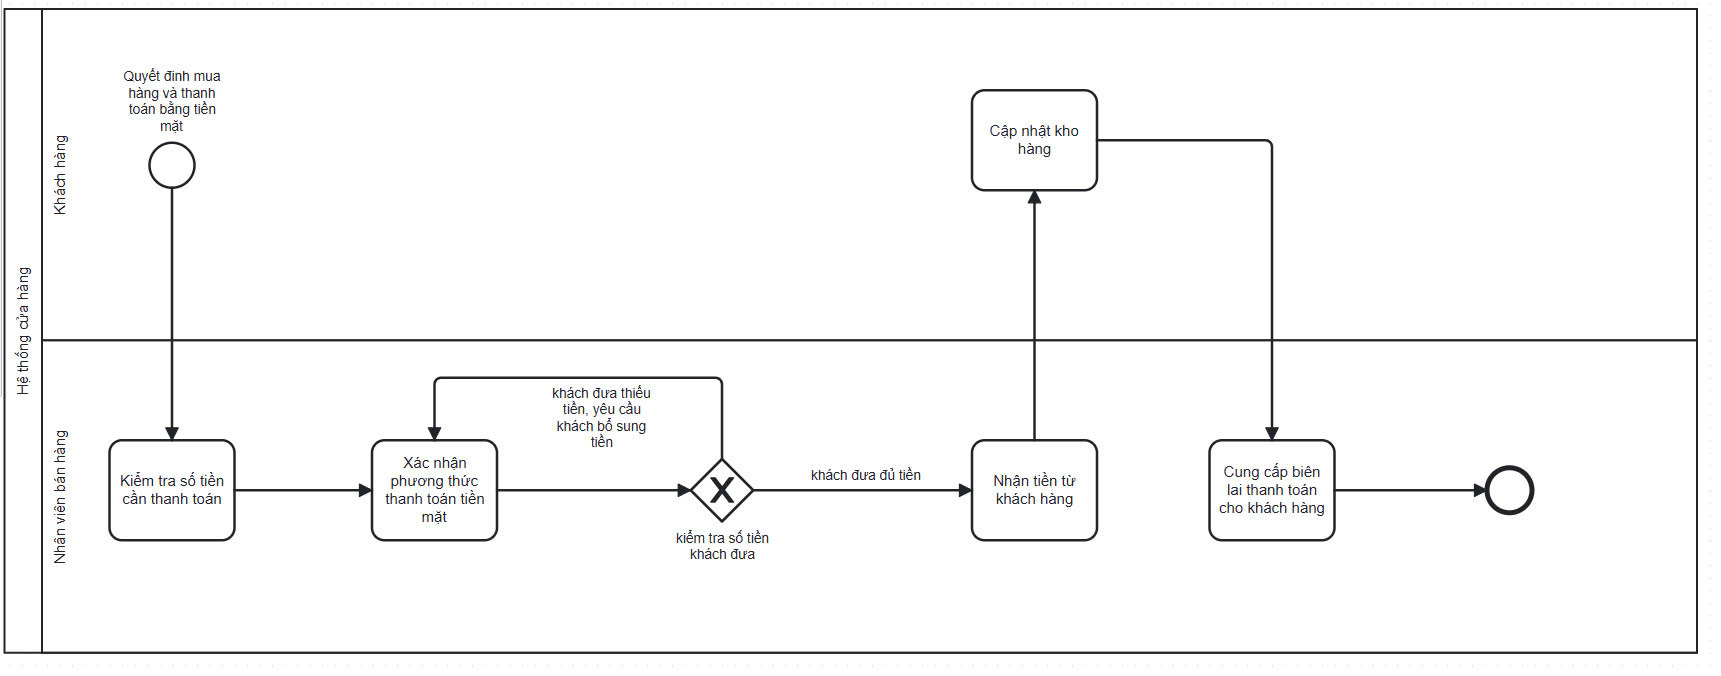 Hệ thống cửa hàng
Khách hàng
Quyết đinh mua
hàng và thanh
toán bằng tiền
mặt
Cập nhật kho
hàng
Nhân viên bán hàng
Kiểm tra số tiền
cần thanh toán
Xác nhận
phương thức
thanh toán tiền
mặt
khách đưa thiếu
tiền, yêu cầu
khách bổ sung
tiền
kiểm tra số tiền
khách đưa
khách đưa đủ tiền
Nhận tiền từ
khách hàng
Cung cấp biên
lai thanh toán
cho khách hàng